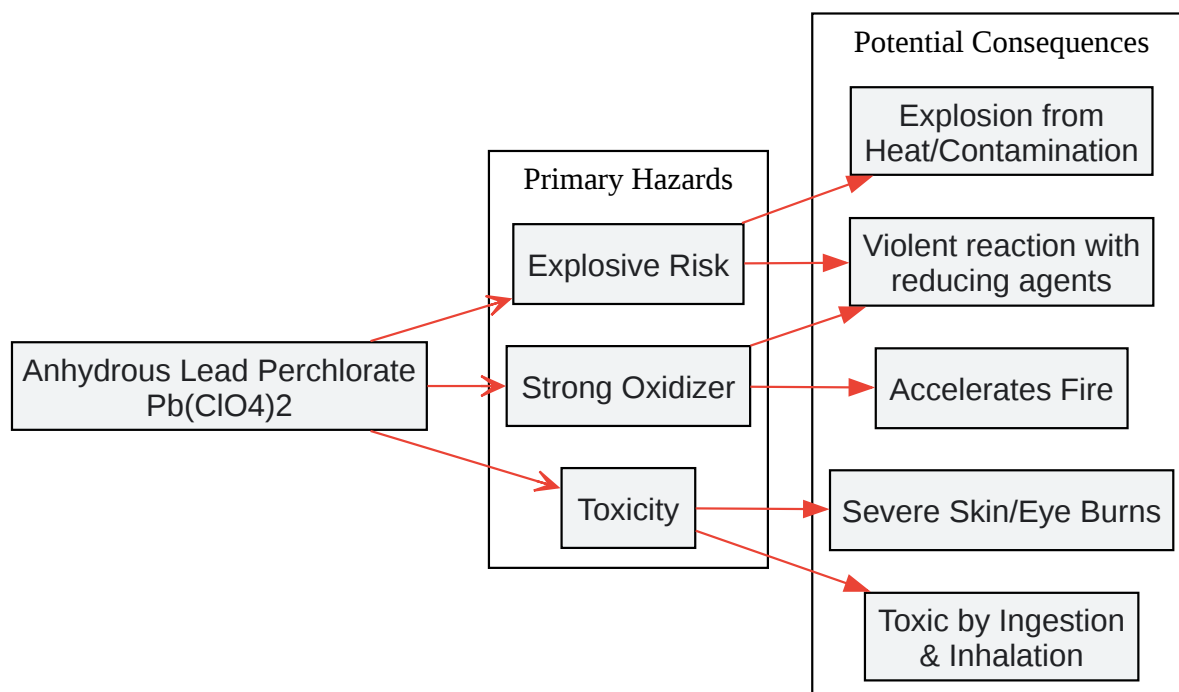 Potential Consequences
Explosion from
Heat/Contamination
Primary Hazards
Explosive Risk
Violent reaction with
reducing agents
Anhydrous Lead Perchlorate
Pb(ClO4)2
Strong Oxidizer
Accelerates Fire
Toxicity
Severe Skin/Eye Burns
Toxic by Ingestion
& Inhalation